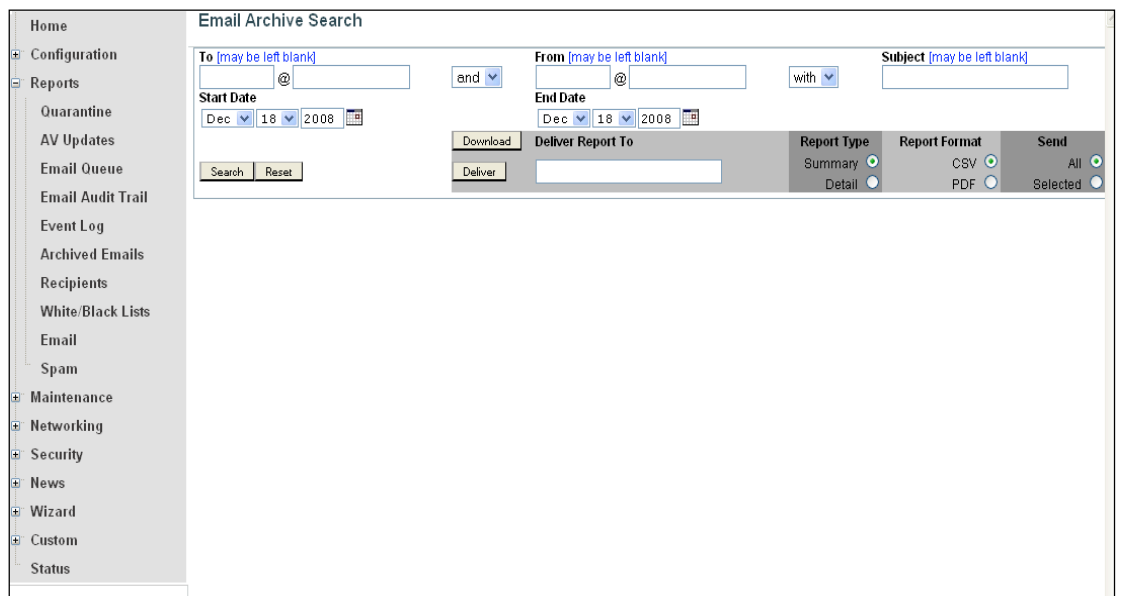 Home
Configuration
Reports
Quarantine
AV Updates
Email Queue
Email Audit Trail
Event Log
Archived Emails
Recipients
White/Black Lists
Email
Spam
Maintenance
Networking
Security
News
Wizard
Custom
Status
Email Archive Search
To [may be left blank] From [may be left blank] Subject [may be left blank]
@ and @ with
Start Date End Date
Dec 18 2008 Dec 18 2008
Download Deliver Report To Report Type Report Format Send
Summary CSV All
Search Reset Deliver
Detail PDF Selected